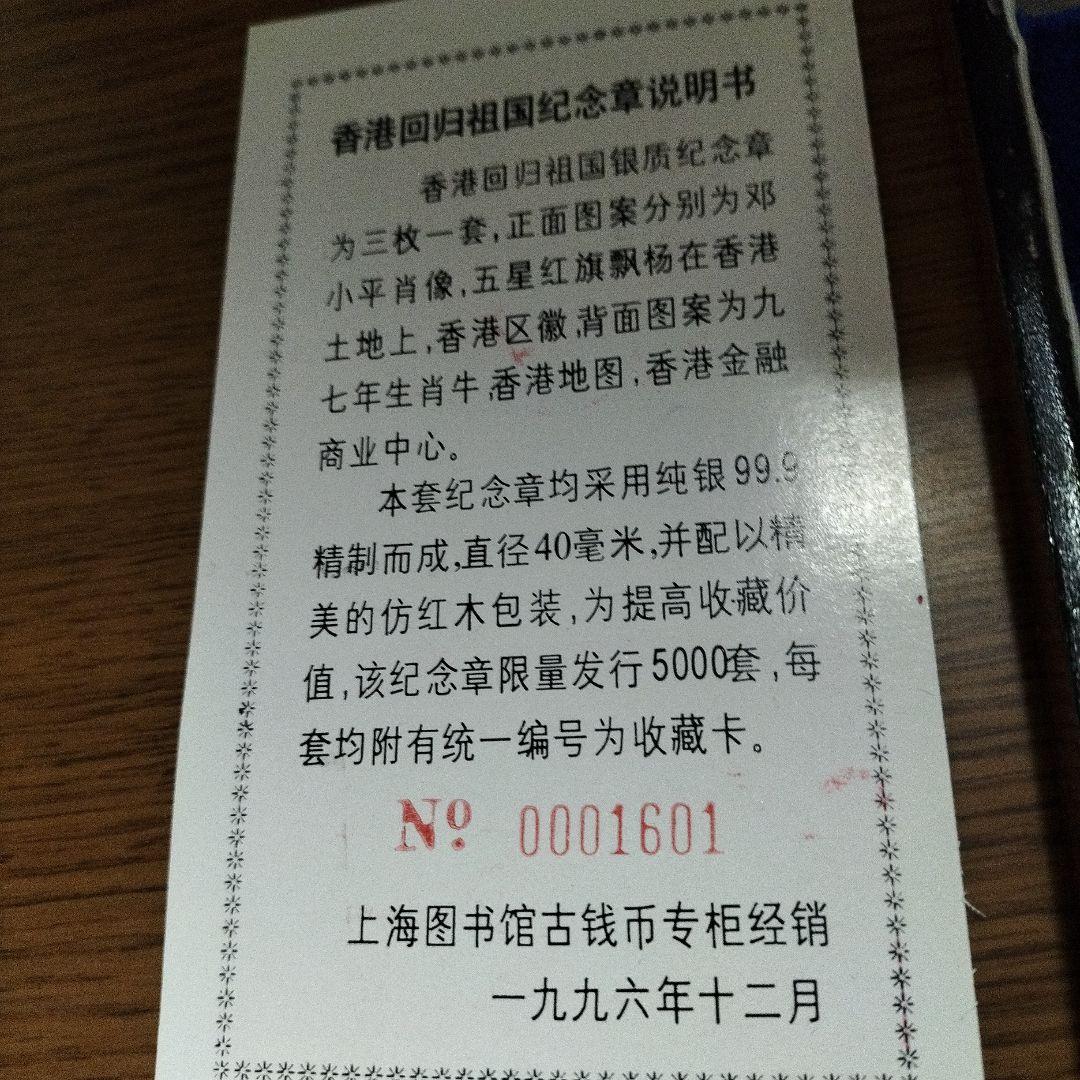 香港回归祖国纪念章说明书
香港回归祖国银质纪念章
为三枚一套,正面图案分别为邓
小平肖像,五星红旗飘杨在香港
土地上,香港区徽,背面图案为九
七年生肖牛,香港地图,香港金融
商业中心。
本套纪念章均采用纯银99.9
精制而成,直径40毫米,并配以精
美的仿红木包装,为提高收藏价
值,该纪念章限量发行5000套,每
套均附有统一编号为收藏卡。
№ 0001601
上海图书馆古钱币专柜经销
一九九六年十二月